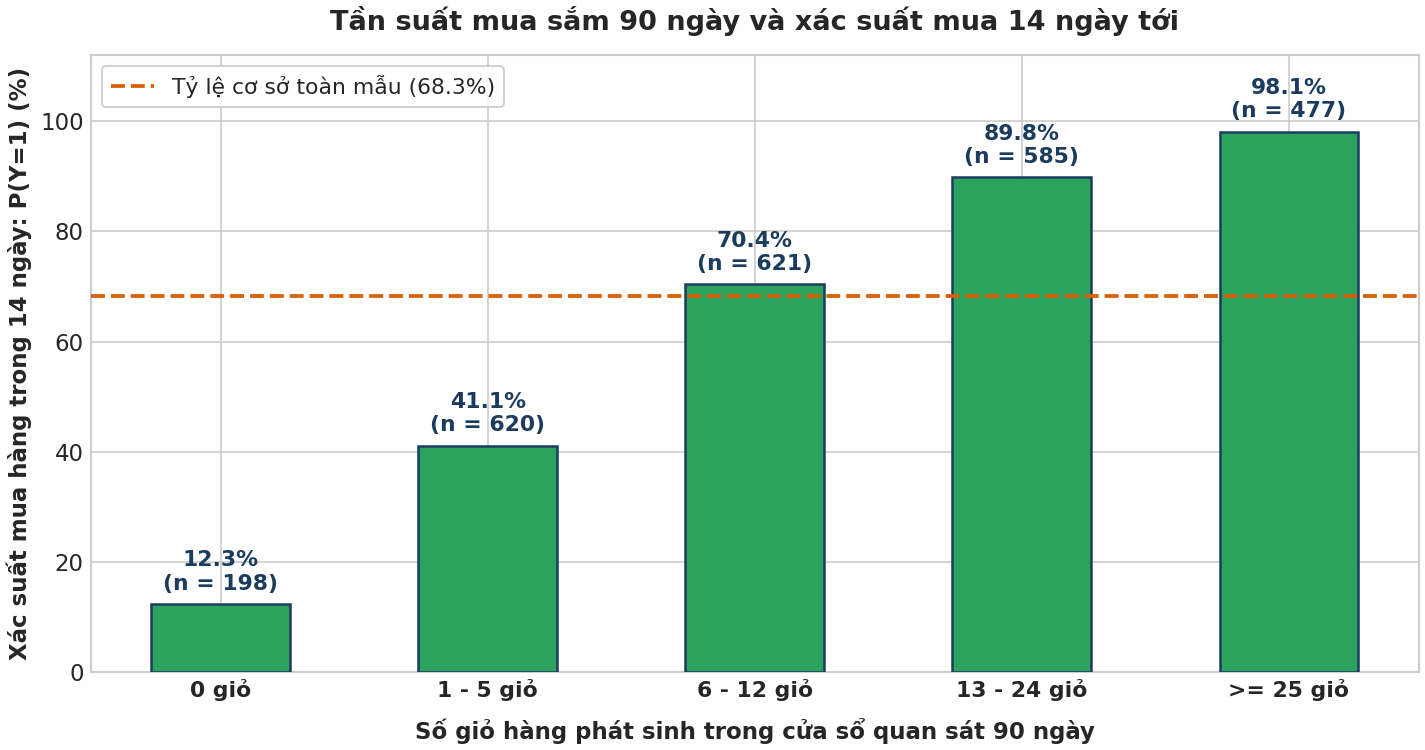 Tần suất mua sắm 90 ngày và xác suất mua 14 ngày tới
Xác suất mua hàng trong 14 ngày: P(Y=1) (%)
Tỷ lệ cơ sở toàn mẫu (68.3%)
100
80
60
40
20
0
12.3%
(n = 198)
41.1%
(n = 620)
70.4%
(n = 621)
89.8%
(n = 585)
98.1%
(n = 477)
0 giỏ
1 - 5 giỏ
6 - 12 giỏ
13 - 24 giỏ
>= 25 giỏ
Số giỏ hàng phát sinh trong cửa sổ quan sát 90 ngày